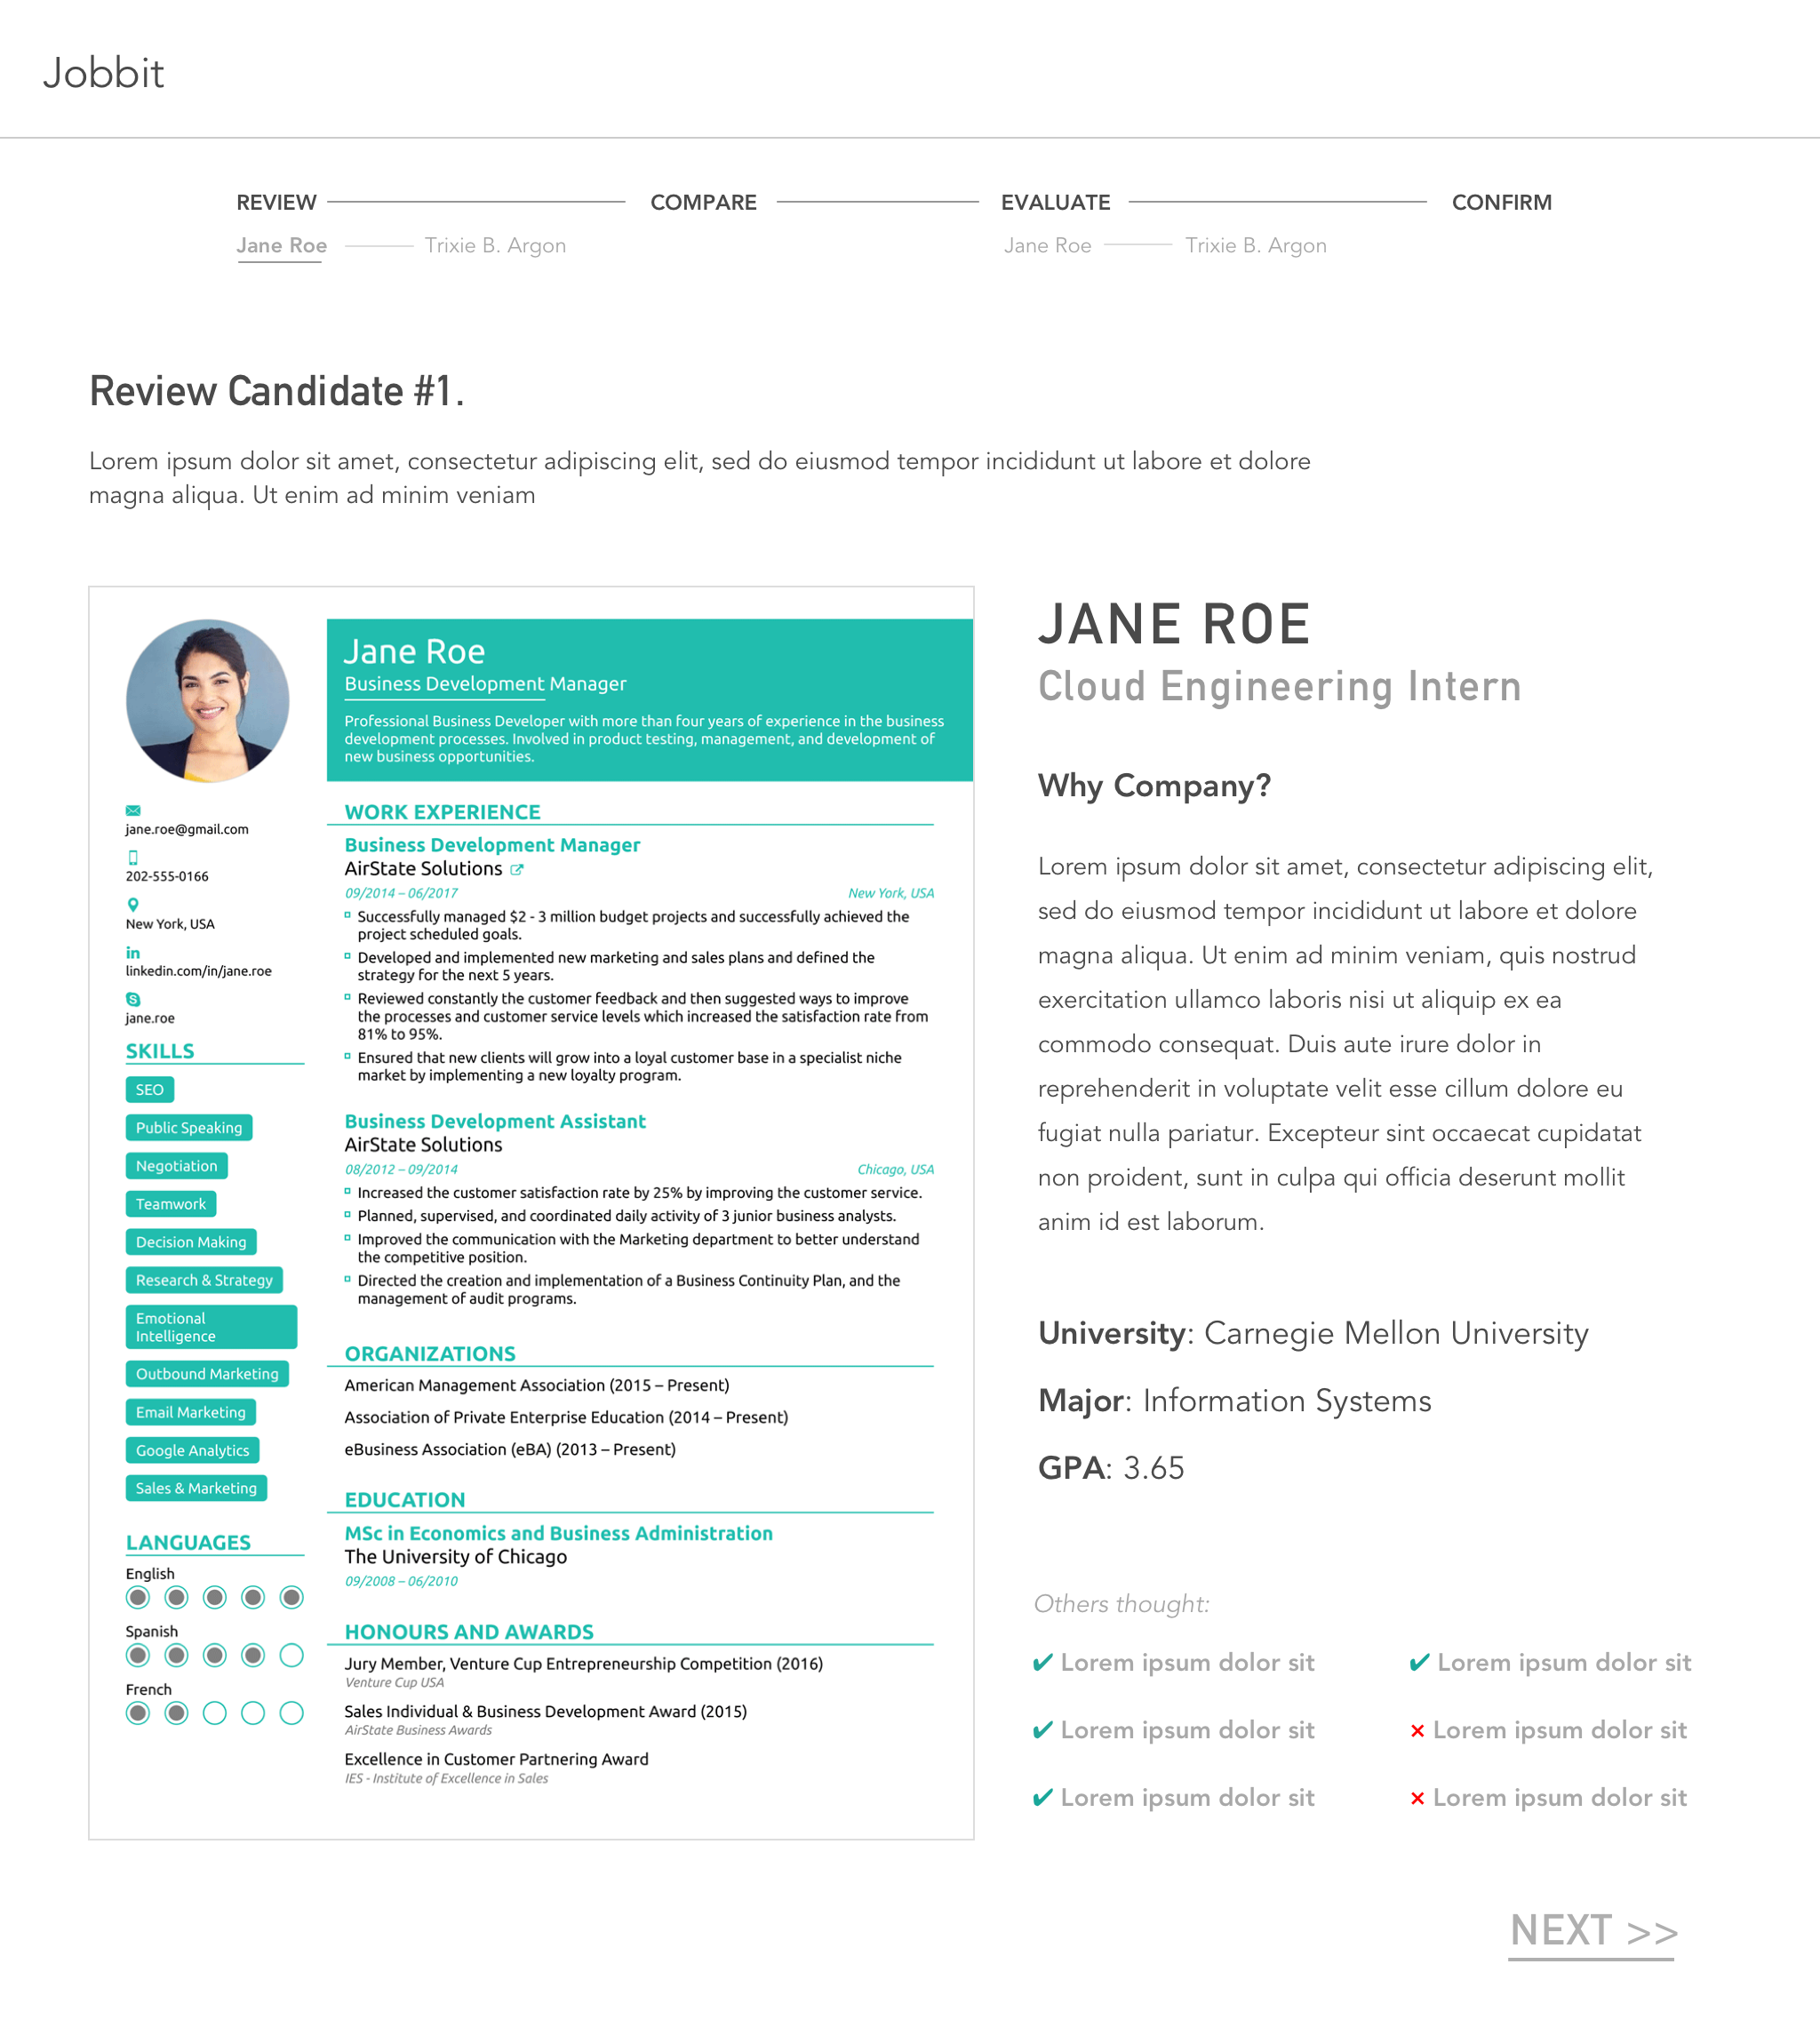 Jobbit
REVIEW COMPARE EVALUATE CONFIRM
Jane Roe Trixie B. Argon Jane Roe Trixie B. Argon
Review Candidate #1.
Lorem ipsum dolor sit amet, consectetur adipiscing elit, sed do eiusmod tempor incididunt ut labore et dolore
magna aliqua. Ut enim ad minim veniam
Jane Roe
Business Development Manager
Professional Business Developer with more than four years of experience in the business
development processes. Involved in product testing, management, and development of
new business opportunities.
jane.roe@gmail.com
202-555-0166
New York, USA
in
linkedin.com/in/jane.roe
S
jane.roe
SKILLS
SEO
Public Speaking
Negotiation
Teamwork
Decision Making
Research & Strategy
Emotional
Intelligence
Outbound Marketing
Email Marketing
Google Analytics
Sales & Marketing
LANGUAGES
English
Spanish
French
WORK EXPERIENCE
Business Development Manager
AirState Solutions
09/2014 – 06/2017 New York, USA
Successfully managed $2 - 3 million budget projects and successfully achieved the
project scheduled goals.
Developed and implemented new marketing and sales plans and defined the
strategy for the next 5 years.
Reviewed constantly the customer feedback and then suggested ways to improve
the processes and customer service levels which increased the satisfaction rate from
81% to 95%.
Ensured that new clients will grow into a loyal customer base in a specialist niche
market by implementing a new loyalty program.
Business Development Assistant
AirState Solutions
08/2012 – 09/2014 Chicago, USA
Increased the customer satisfaction rate by 25% by improving the customer service.
Planned, supervised, and coordinated daily activity of 3 junior business analysts.
Improved the communication with the Marketing department to better understand
the competitive position.
Directed the creation and implementation of a Business Continuity Plan, and the
management of audit programs.
ORGANIZATIONS
American Management Association (2015 – Present)
Association of Private Enterprise Education (2014 – Present)
eBusiness Association (eBA) (2013 – Present)
EDUCATION
MSc in Economics and Business Administration
The University of Chicago
09/2008 – 06/2010
HONOURS AND AWARDS
Jury Member, Venture Cup Entrepreneurship Competition (2016)
Venture Cup USA
Sales Individual & Business Development Award (2015)
AirState Business Awards
Excellence in Customer Partnering Award
IES - Institute of Excellence in Sales
JANE ROE
Cloud Engineering Intern
Why Company?
Lorem ipsum dolor sit amet, consectetur adipiscing elit,
sed do eiusmod tempor incididunt ut labore et dolore
magna aliqua. Ut enim ad minim veniam, quis nostrud
exercitation ullamco laboris nisi ut aliquip ex ea
commodo consequat. Duis aute irure dolor in
reprehenderit in voluptate velit esse cillum dolore eu
fugiat nulla pariatur. Excepteur sint occaecat cupidatat
non proident, sunt in culpa qui officia deserunt mollit
anim id est laborum.
University: Carnegie Mellon University
Major: Information Systems
GPA: 3.65
Others thought:
✔ Lorem ipsum dolor sit ✔ Lorem ipsum dolor sit
✔ Lorem ipsum dolor sit × Lorem ipsum dolor sit
✔ Lorem ipsum dolor sit × Lorem ipsum dolor sit
NEXT >>